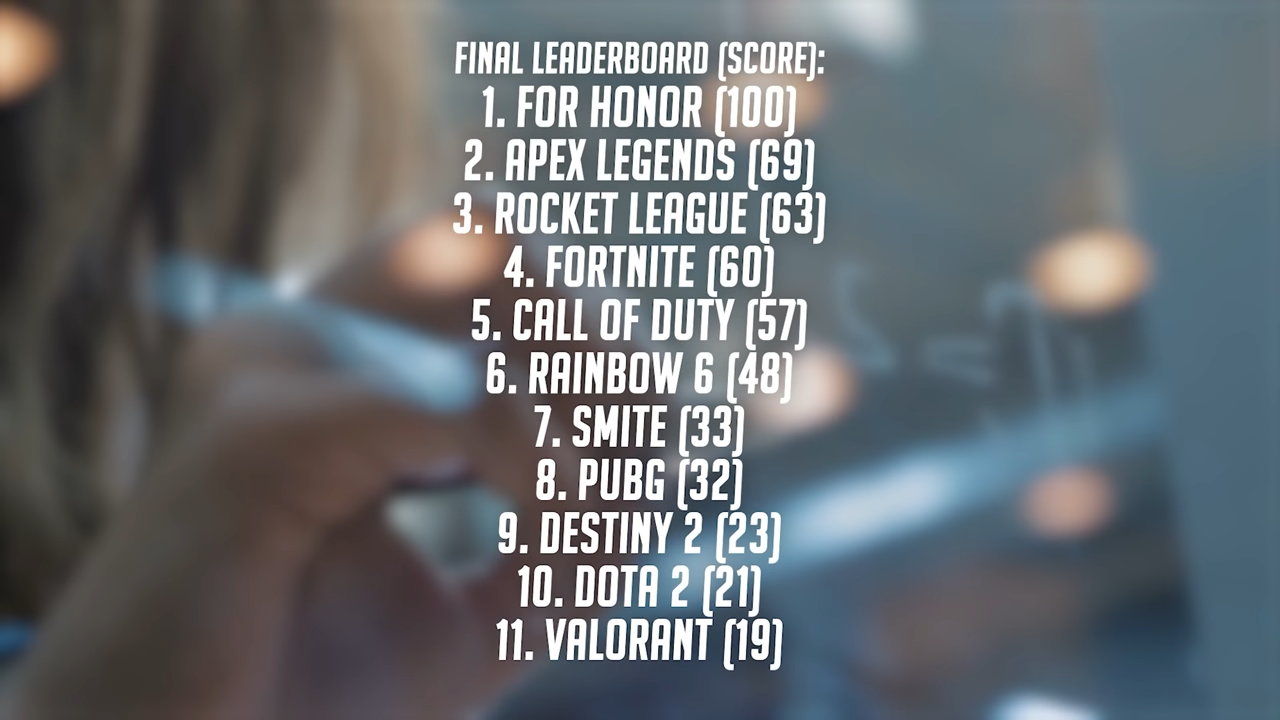 FINAL LEADERBOARD (SCORE):
1. FOR HONOR (100)
2. APEX LEGENDS (69)
3. ROCKET LEAGUE (63)
4. FORTNITE (60)
5. CALL OF DUTY (57)
6. RAINBOW 6 (48)
7. SMITE (33)
8. PUBG (32)
9. DESTINY 2 (23)
10. DOTA 2 (21)
11. VALORANT (19)